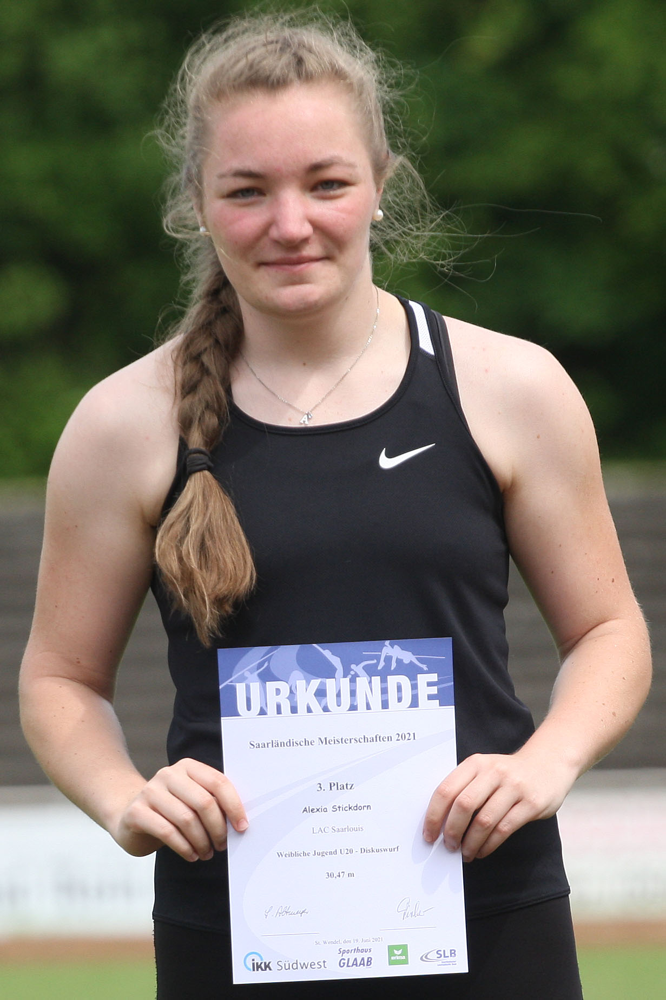 A
URKUNDE
Saarländische Meisterschaften 2021
3. Platz
Alexia Stickdorn
LAC Saarlouis
Weibliche Jugend U20 - Diskuswurf
30,47 m
St. Wendel, den 19. Juni 2021
IKK Südwest
Sporthaus
GLAAB
erima
SLB